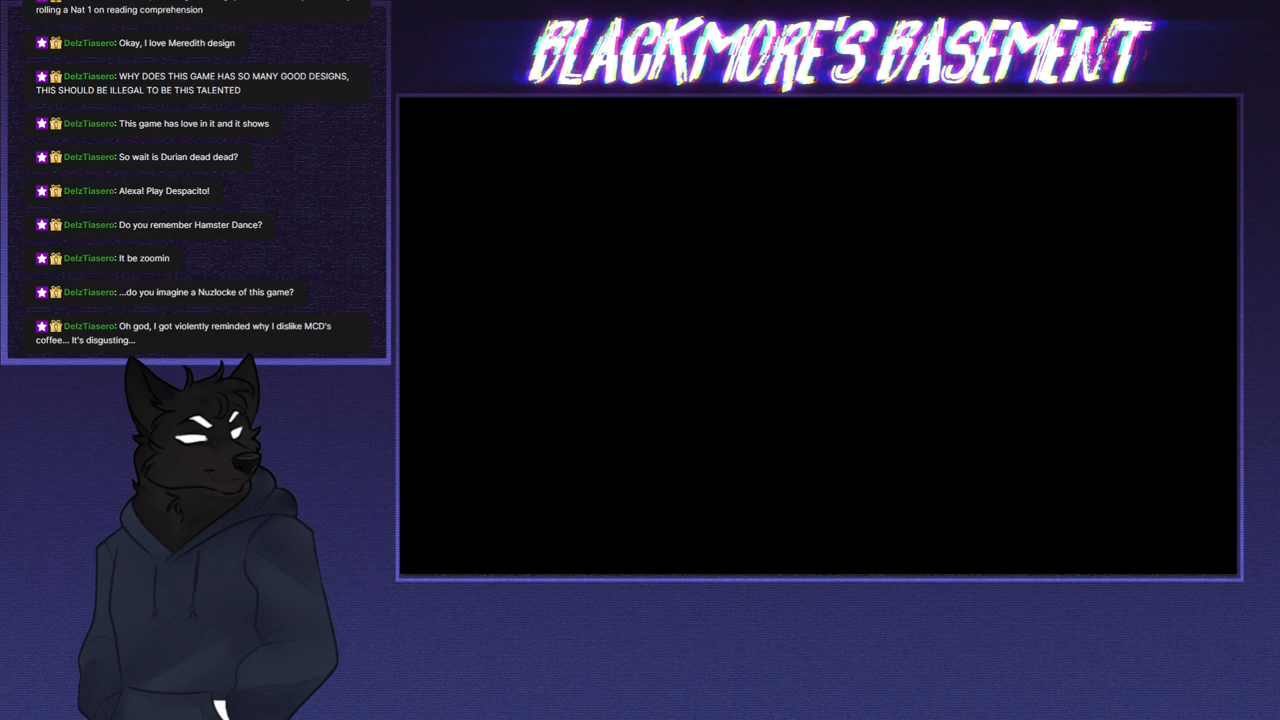 rolling a Nat 1 on reading comprehension
DelzTiasero: Okay, I love Meredith design
DelzTiasero: WHY DOES THIS GAME HAS SO MANY GOOD DESIGNS,
THIS SHOULD BE ILLEGAL TO BE THIS TALENTED
DelzTiasero: This game has love in it and it shows
DelzTiasero: So wait is Durian dead dead?
DelzTiasero: Alexa! Play Despacito!
DelzTiasero: Do you remember Hamster Dance?
DelzTiasero: It be zoomin
DelzTiasero: ...do you imagine a Nuzlocke of this game?
DelzTiasero: Oh god, I got violently reminded why I dislike MCD's
coffee... It's disgusting...
BLACKMORE'S BASEMENT